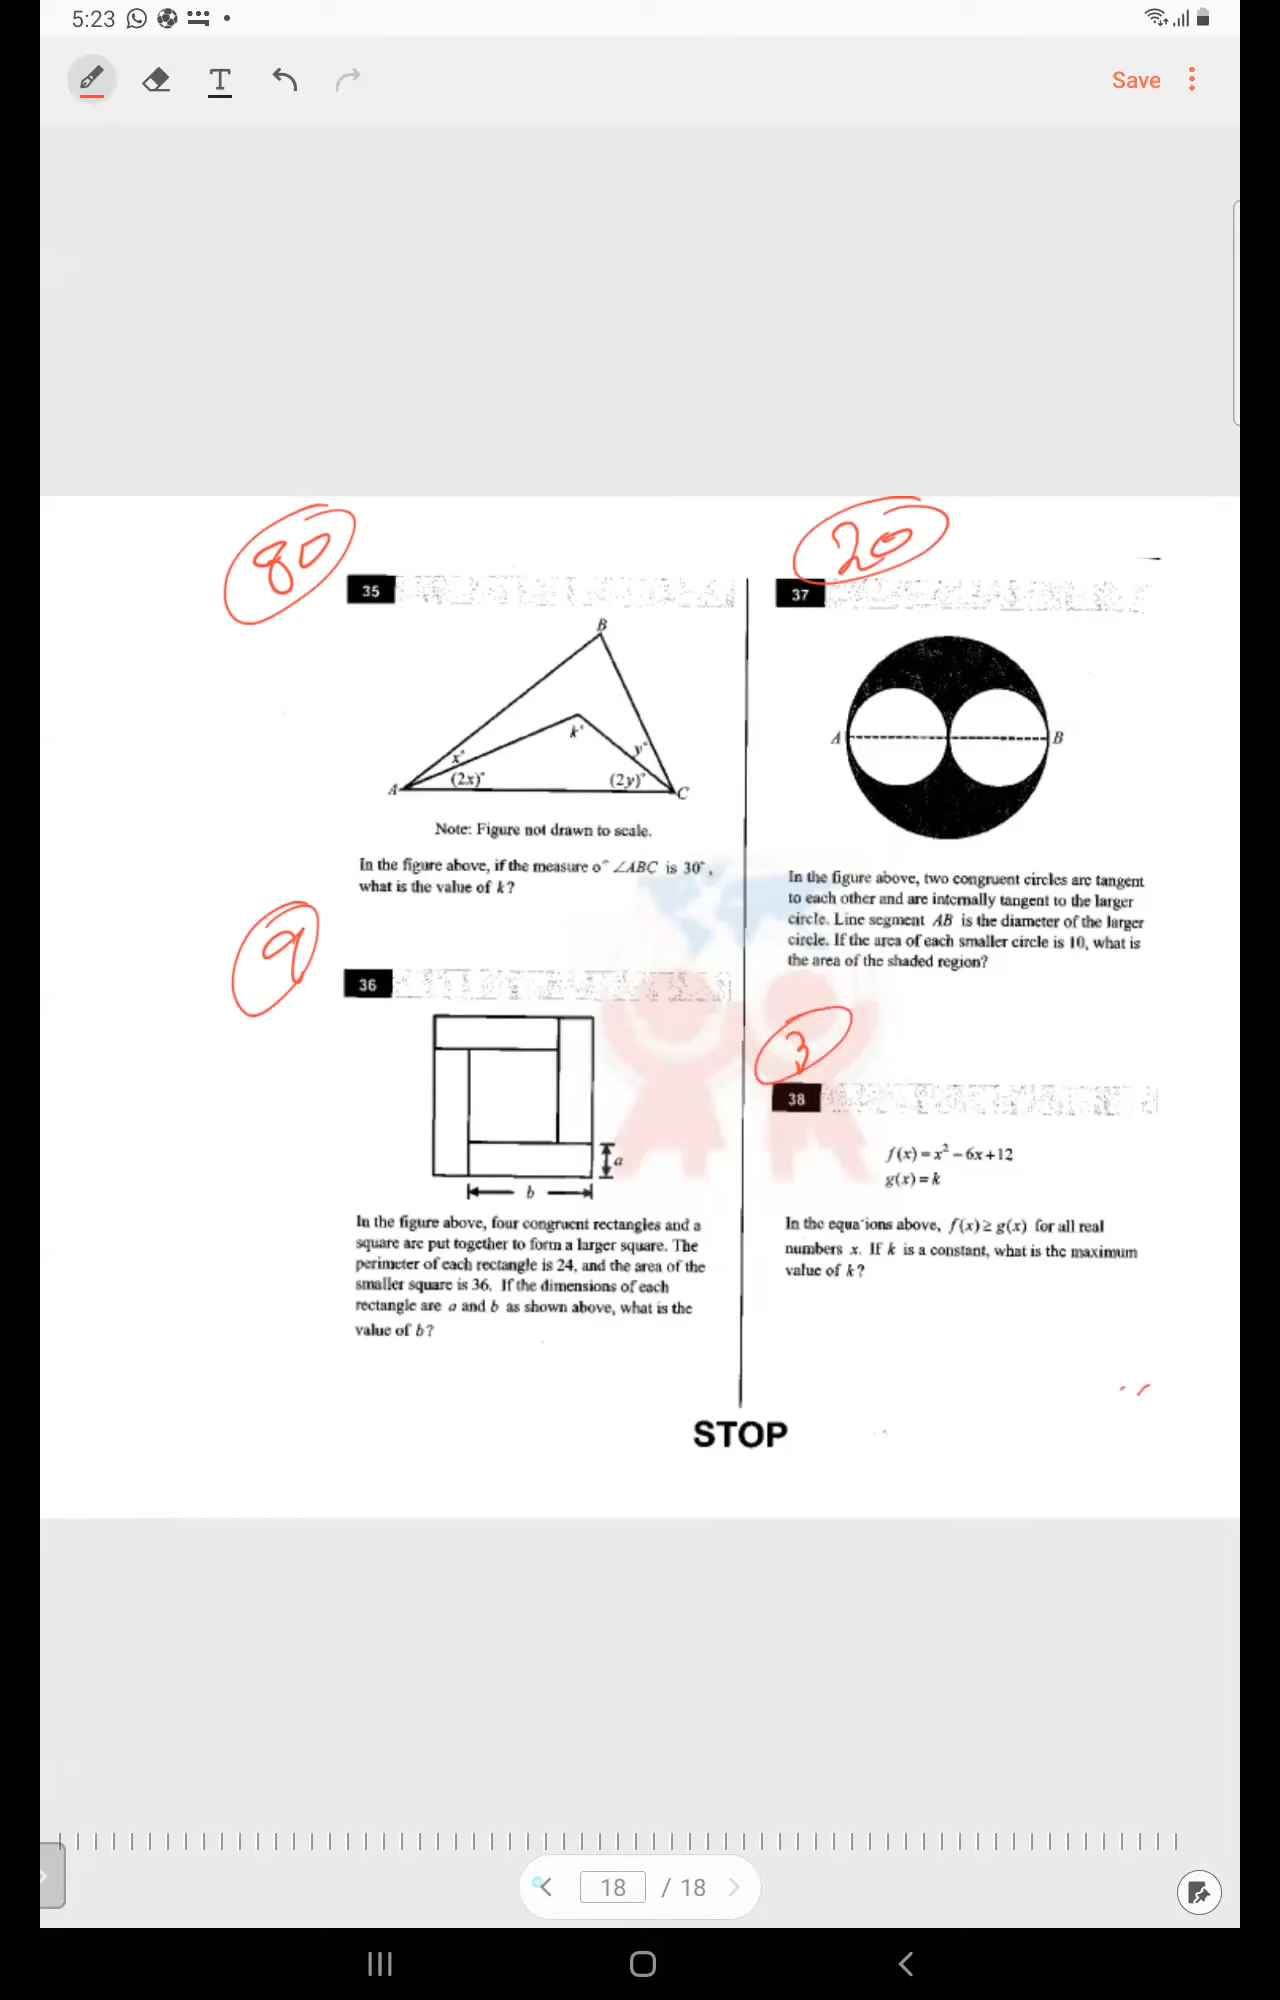 5:23
T
Save
80
35
B
k°
x°
y°
(2x)°
(2y)°
A
C
Note: Figure not drawn to scale.
In the figure above, if the measure o ∠ABC is 30°,
what is the value of k?
9
36
a
b
In the figure above, four congruent rectangles and a
square are put together to form a larger square. The
perimeter of each rectangle is 24, and the area of the
smaller square is 36. If the dimensions of each
rectangle are a and b as shown above, what is the
value of b?
20
37
A
B
In the figure above, two congruent circles are tangent
to each other and are internally tangent to the larger
circle. Line segment AB is the diameter of the larger
circle. If the area of each smaller circle is 10, what is
the area of the shaded region?
3
38
f(x) = x² − 6x + 12
g(x) = k
In the equations above, f(x) ≥ g(x) for all real
numbers x. If k is a constant, what is the maximum
value of k?
STOP
18 / 18